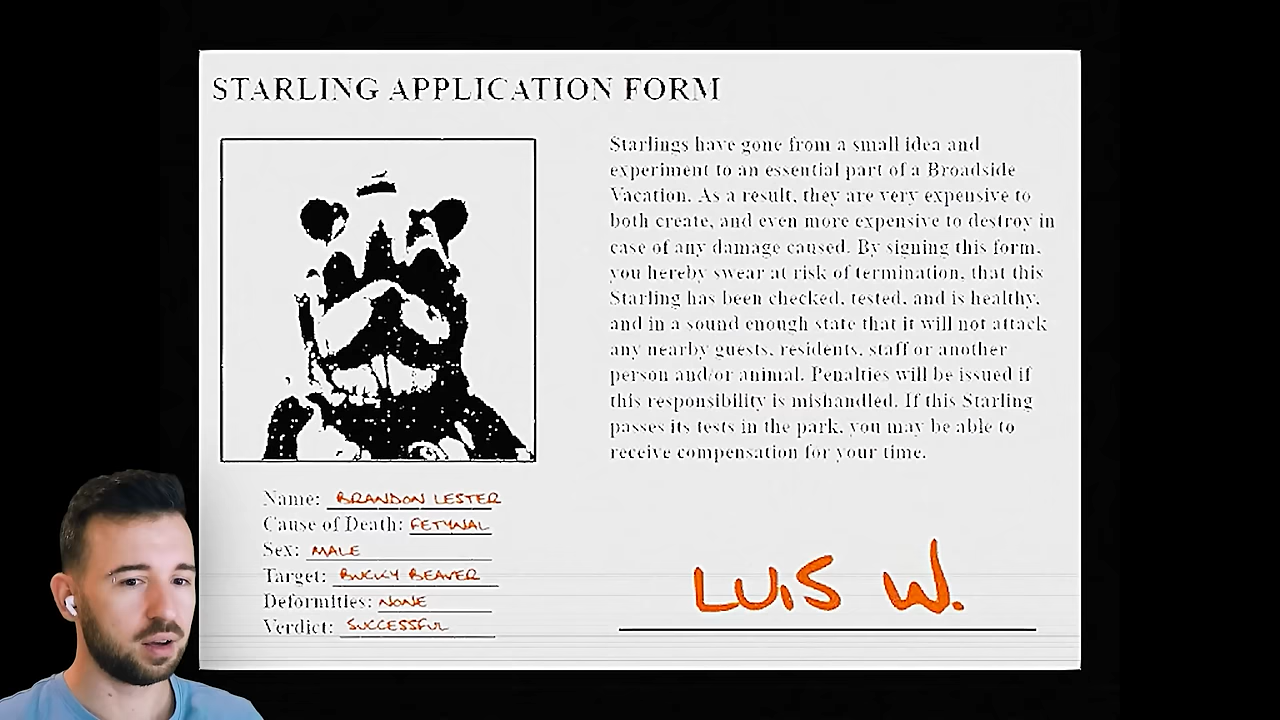 STARLING APPLICATION FORM
Starlings have gone from a small idea and
experiment to an essential part of a Broadside
Vacation. As a result, they are very expensive to
both create, and even more expensive to destroy in
case of any damage caused. By signing this form,
you hereby swear at risk of termination, that this
Starling has been checked, tested, and is healthy,
and in a sound enough state that it will not attack
any nearby guests, residents, staff or another
person and/or animal. Penalties will be issued if
this responsibility is mishandled. If this Starling
passes its tests in the park, you may be able to
receive compensation for your time.
Name: BRANDON LESTER
Cause of Death: FETYNAL
Sex: MALE
Target: BUCKY BEAVER
Deformities: NONE
Verdict: SUCCESSFUL
LUIS W.